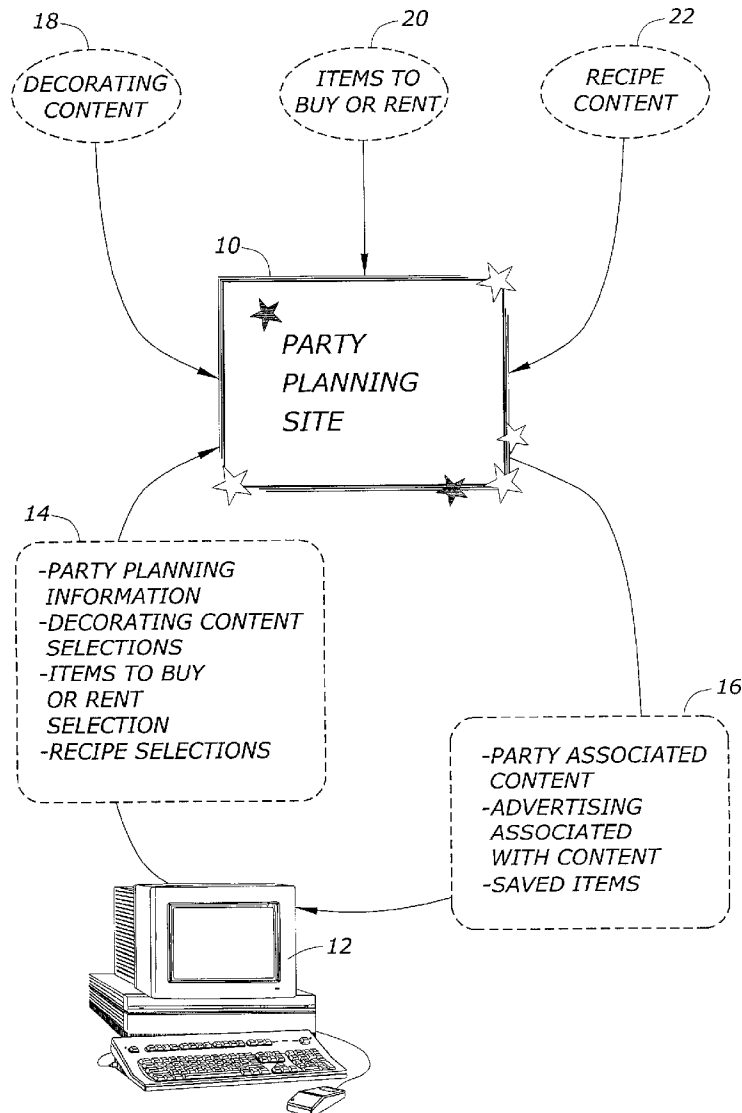 18
DECORATING
CONTENT
20
ITEMS TO
BUY OR RENT
22
RECIPE
CONTENT
10
PARTY
PLANNING
SITE
14
-PARTY PLANNING
INFORMATION
-DECORATING CONTENT
SELECTIONS
-ITEMS TO BUY
OR RENT
SELECTION
-RECIPE SELECTIONS
16
-PARTY ASSOCIATED
CONTENT
-ADVERTISING
ASSOCIATED
WITH CONTENT
-SAVED ITEMS
12